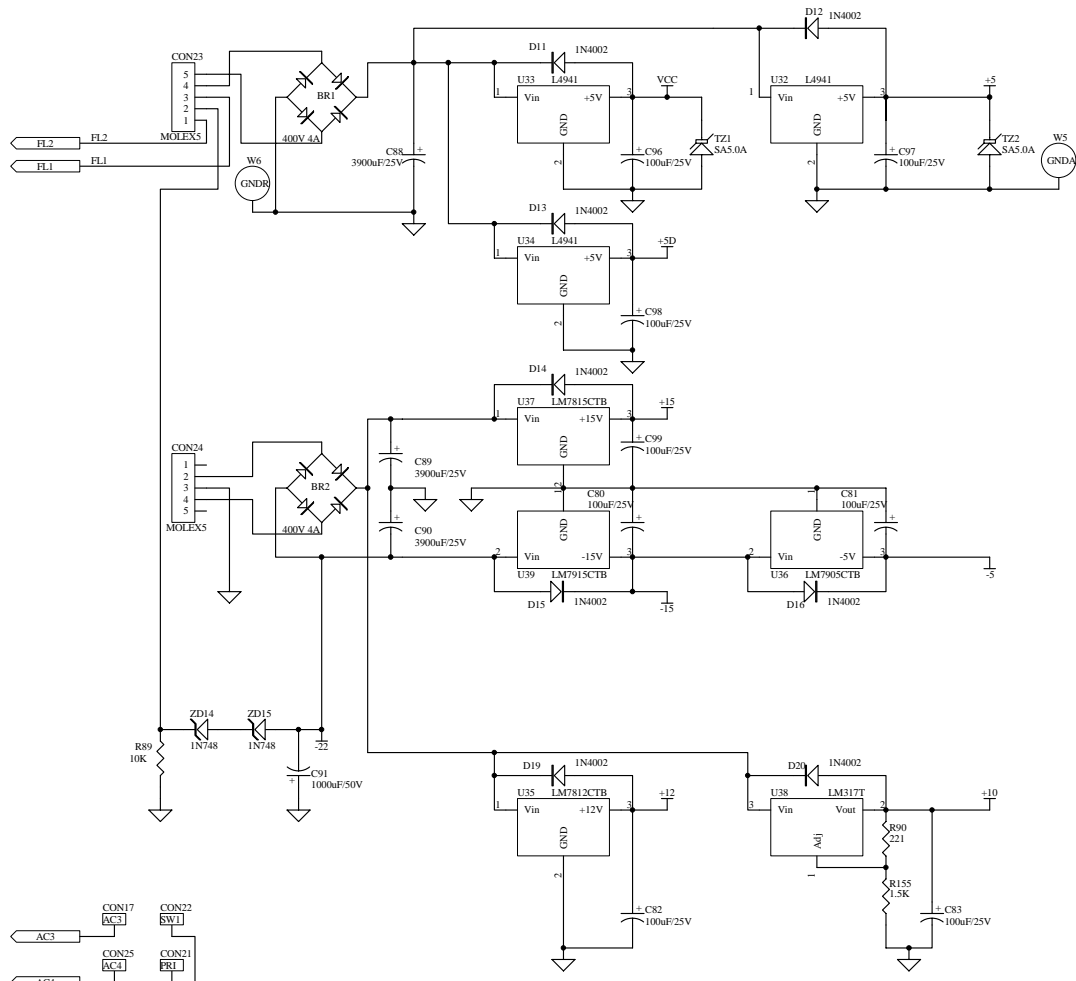 D12
1N4002
CON23
5
4
3
2
1
MOLEX5
BR1
400V 4A
FL2
FL2
FL1
FL1
W6
GNDR
C88
3900uF/25V
+
D11
1N4002
U33
L4941
1
Vin
+5V
3
GND
2
VCC
+
C96
100uF/25V
TZ1
SA5.0A
U32
L4941
1
Vin
+5V
3
GND
2
+5
+
C97
100uF/25V
TZ2
SA5.0A
W5
GNDA
D13
1N4002
U34
L4941
1
Vin
+5V
3
GND
2
+5D
+
C98
100uF/25V
D14
1N4002
U37
LM7815CTB
1
Vin
+15V
3
GND
2
+15
+
C99
100uF/25V
CON24
1
2
3
4
5
MOLEX5
BR2
400V 4A
+
C89
3900uF/25V
+
C90
3900uF/25V
1
C80
100uF/25V
+
GND
2
Vin
-15V
3
U39
LM7915CTB
D15
1N4002
-15
1
C81
100uF/25V
+
GND
2
Vin
-5V
3
U36
LM7905CTB
D16
1N4002
-5
ZD14
1N748
ZD15
1N748
-22
R89
10K
+
C91
1000uF/50V
D19
1N4002
U35
LM7812CTB
1
Vin
+12V
3
GND
2
+12
+
C82
100uF/25V
D20
1N4002
U38
LM317T
3
Vin
Vout
2
Adj
1
+10
R90
221
R155
1.5K
+
C83
100uF/25V
CON17
AC3
CON22
SW1
AC3
CON25
AC4
CON21
PRI